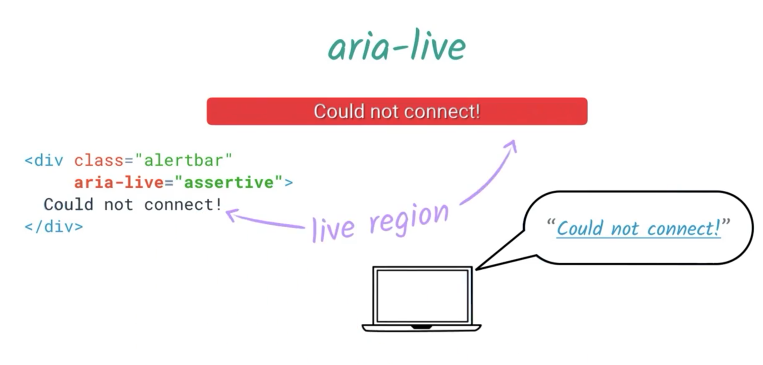 aria-live
Could not connect!
<div class="alertbar"
aria-live="assertive">
Could not connect!
</div>
live region
“Could not connect!”